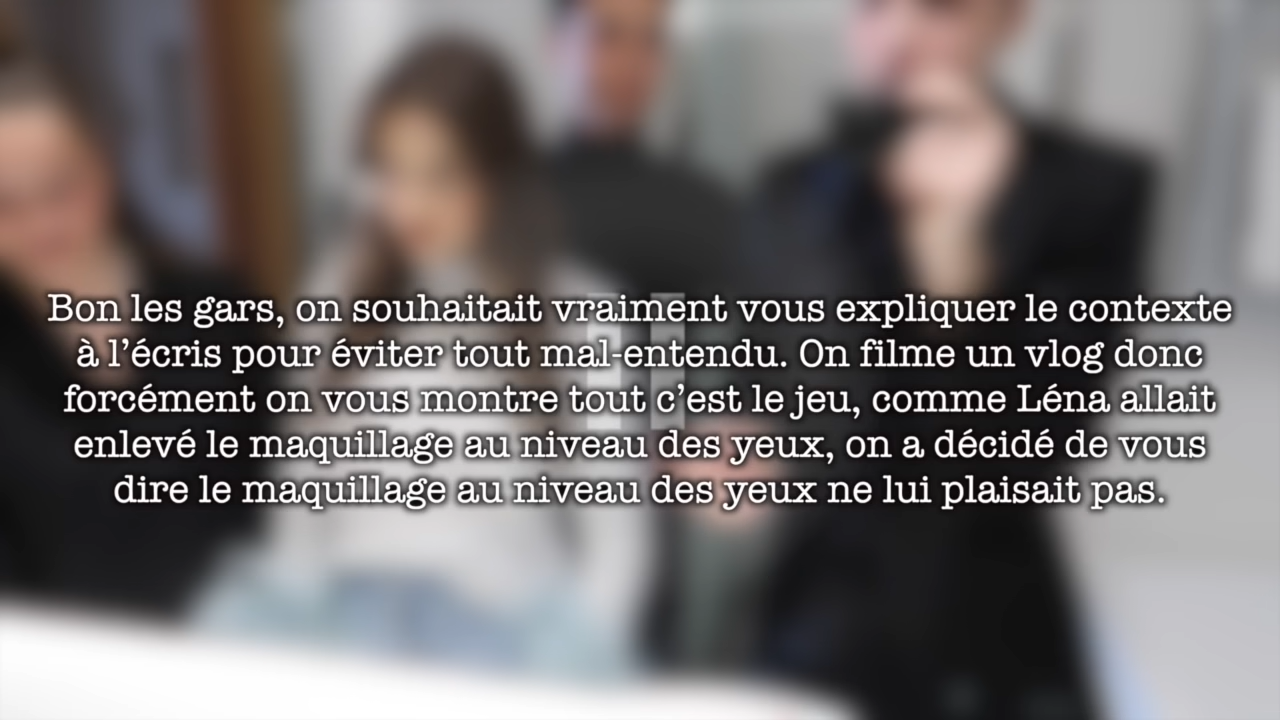 Bon les gars, on souhaitait vraiment vous expliquer le contexte
à l’écris pour éviter tout mal-entendu. On filme un vlog donc
forcément on vous montre tout c’est le jeu, comme Léna allait
enlevé le maquillage au niveau des yeux, on a décidé de vous
dire le maquillage au niveau des yeux ne lui plaisait pas.